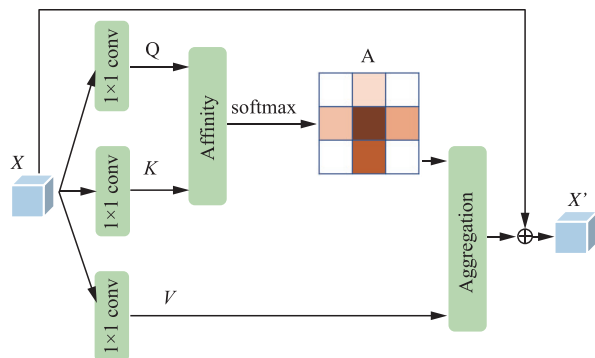 X
1×1 conv
Q
1×1 conv
K
1×1 conv
V
Affinity
softmax
A
Aggregation
⊕
X'